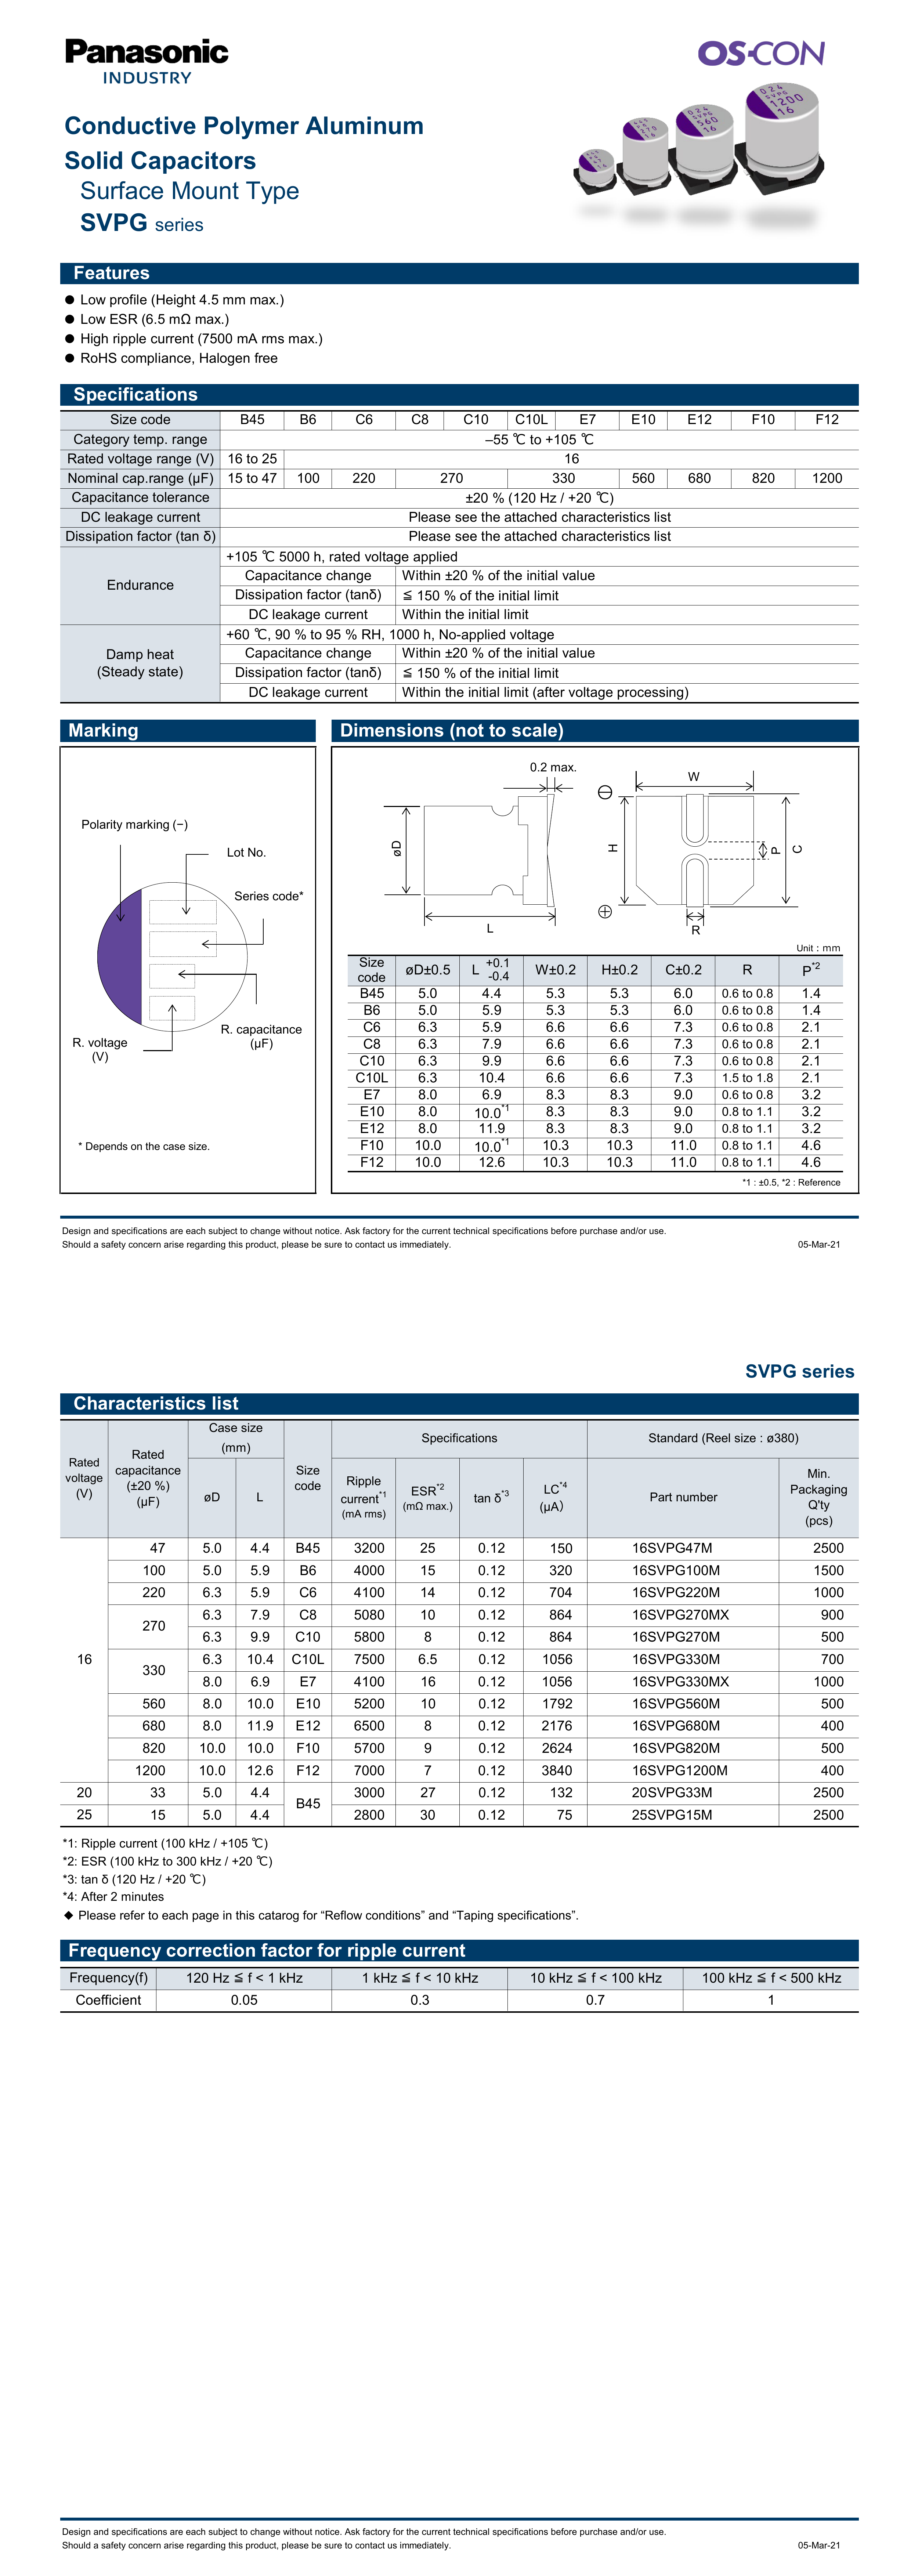 Panasonic
INDUSTRY
OS-CON
Conductive Polymer Aluminum
Solid Capacitors
Surface Mount Type
SVPG series
Features
● Low profile (Height 4.5 mm max.)
● Low ESR (6.5 mΩ max.)
● High ripple current (7500 mA rms max.)
● RoHS compliance, Halogen free
Specifications
Size code B45 B6 C6 C8 C10 C10L E7 E10 E12 F10 F12
Category temp. range –55 ℃ to +105 ℃
Rated voltage range (V) 16 to 25 16
Nominal cap.range (µF) 15 to 47 100 220 270 330 560 680 820 1200
Capacitance tolerance ±20 % (120 Hz / +20 ℃)
DC leakage current Please see the attached characteristics list
Dissipation factor (tan δ) Please see the attached characteristics list
Endurance
+105 ℃ 5000 h, rated voltage applied
Capacitance change Within ±20 % of the initial value
Dissipation factor (tanδ) ≦ 150 % of the initial limit
DC leakage current Within the initial limit
Damp heat
(Steady state)
+60 ℃, 90 % to 95 % RH, 1000 h, No-applied voltage
Capacitance change Within ±20 % of the initial value
Dissipation factor (tanδ) ≦ 150 % of the initial limit
DC leakage current Within the initial limit (after voltage processing)
Marking
Polarity marking (−)
Lot No.
Series code*
R. voltage
(V)
R. capacitance
(µF)
* Depends on the case size.
Dimensions (not to scale)
0.2 max.
øD
L
W
H
P
C
R
Unit : mm
Size code øD±0.5 L +0.1 -0.4 W±0.2 H±0.2 C±0.2 R P*2
B45 5.0 4.4 5.3 5.3 6.0 0.6 to 0.8 1.4
B6 5.0 5.9 5.3 5.3 6.0 0.6 to 0.8 1.4
C6 6.3 5.9 6.6 6.6 7.3 0.6 to 0.8 2.1
C8 6.3 7.9 6.6 6.6 7.3 0.6 to 0.8 2.1
C10 6.3 9.9 6.6 6.6 7.3 0.6 to 0.8 2.1
C10L 6.3 10.4 6.6 6.6 7.3 1.5 to 1.8 2.1
E7 8.0 6.9 8.3 8.3 9.0 0.6 to 0.8 3.2
E10 8.0 10.0*1 8.3 8.3 9.0 0.8 to 1.1 3.2
E12 8.0 11.9 8.3 8.3 9.0 0.8 to 1.1 3.2
F10 10.0 10.0*1 10.3 10.3 11.0 0.8 to 1.1 4.6
F12 10.0 12.6 10.3 10.3 11.0 0.8 to 1.1 4.6
*1 : ±0.5, *2 : Reference
Design and specifications are each subject to change without notice. Ask factory for the current technical specifications before purchase and/or use.
Should a safety concern arise regarding this product, please be sure to contact us immediately. 05-Mar-21
SVPG series
Characteristics list
Rated voltage (V) Rated capacitance (±20 %) (µF) Case size (mm) øD L Size code Specifications Ripple current*1 (mA rms) ESR*2 (mΩ max.) tan δ*3 LC*4 (µA) Standard (Reel size : ø380) Part number Min. Packaging Q'ty (pcs)
16
47 5.0 4.4 B45 3200 25 0.12 150 16SVPG47M 2500
100 5.0 5.9 B6 4000 15 0.12 320 16SVPG100M 1500
220 6.3 5.9 C6 4100 14 0.12 704 16SVPG220M 1000
270 6.3 7.9 C8 5080 10 0.12 864 16SVPG270MX 900
6.3 9.9 C10 5800 8 0.12 864 16SVPG270M 500
330 6.3 10.4 C10L 7500 6.5 0.12 1056 16SVPG330M 700
8.0 6.9 E7 4100 16 0.12 1056 16SVPG330MX 1000
560 8.0 10.0 E10 5200 10 0.12 1792 16SVPG560M 500
680 8.0 11.9 E12 6500 8 0.12 2176 16SVPG680M 400
820 10.0 10.0 F10 5700 9 0.12 2624 16SVPG820M 500
1200 10.0 12.6 F12 7000 7 0.12 3840 16SVPG1200M 400
20 33 5.0 4.4 B45 3000 27 0.12 132 20SVPG33M 2500
25 15 5.0 4.4 2800 30 0.12 75 25SVPG15M 2500
*1: Ripple current (100 kHz / +105 ℃)
*2: ESR (100 kHz to 300 kHz / +20 ℃)
*3: tan δ (120 Hz / +20 ℃)
*4: After 2 minutes
◆ Please refer to each page in this catarog for “Reflow conditions” and “Taping specifications”.
Frequency correction factor for ripple current
Frequency(f) 120 Hz ≦ f < 1 kHz 1 kHz ≦ f < 10 kHz 10 kHz ≦ f < 100 kHz 100 kHz ≦ f < 500 kHz
Coefficient 0.05 0.3 0.7 1
Design and specifications are each subject to change without notice. Ask factory for the current technical specifications before purchase and/or use.
Should a safety concern arise regarding this product, please be sure to contact us immediately. 05-Mar-21